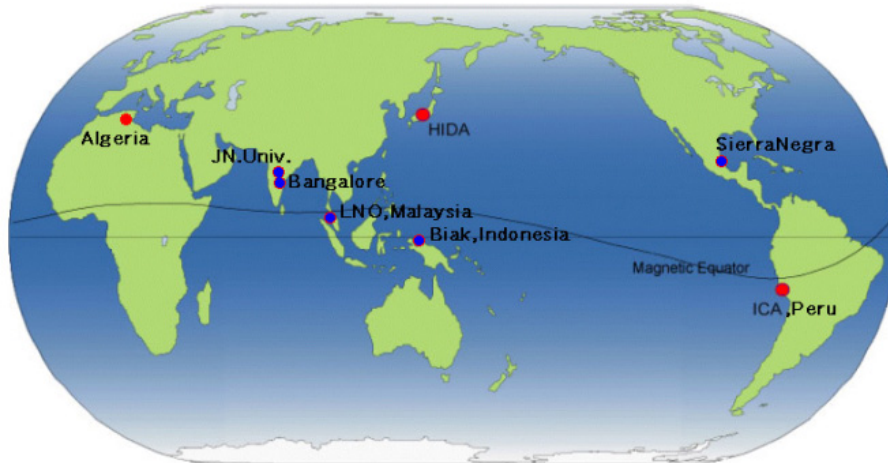 Algeria
HIDA
SierraNegra
JN.Univ.
Bangalore
LNO,Malaysia
Biak,Indonesia
Magnetic Equator
ICA,Peru